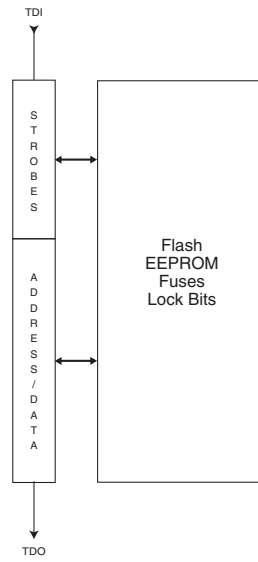 TDI
STROBES
ADDRESS/DATA
Flash
EEPROM
Fuses
Lock Bits
TDO